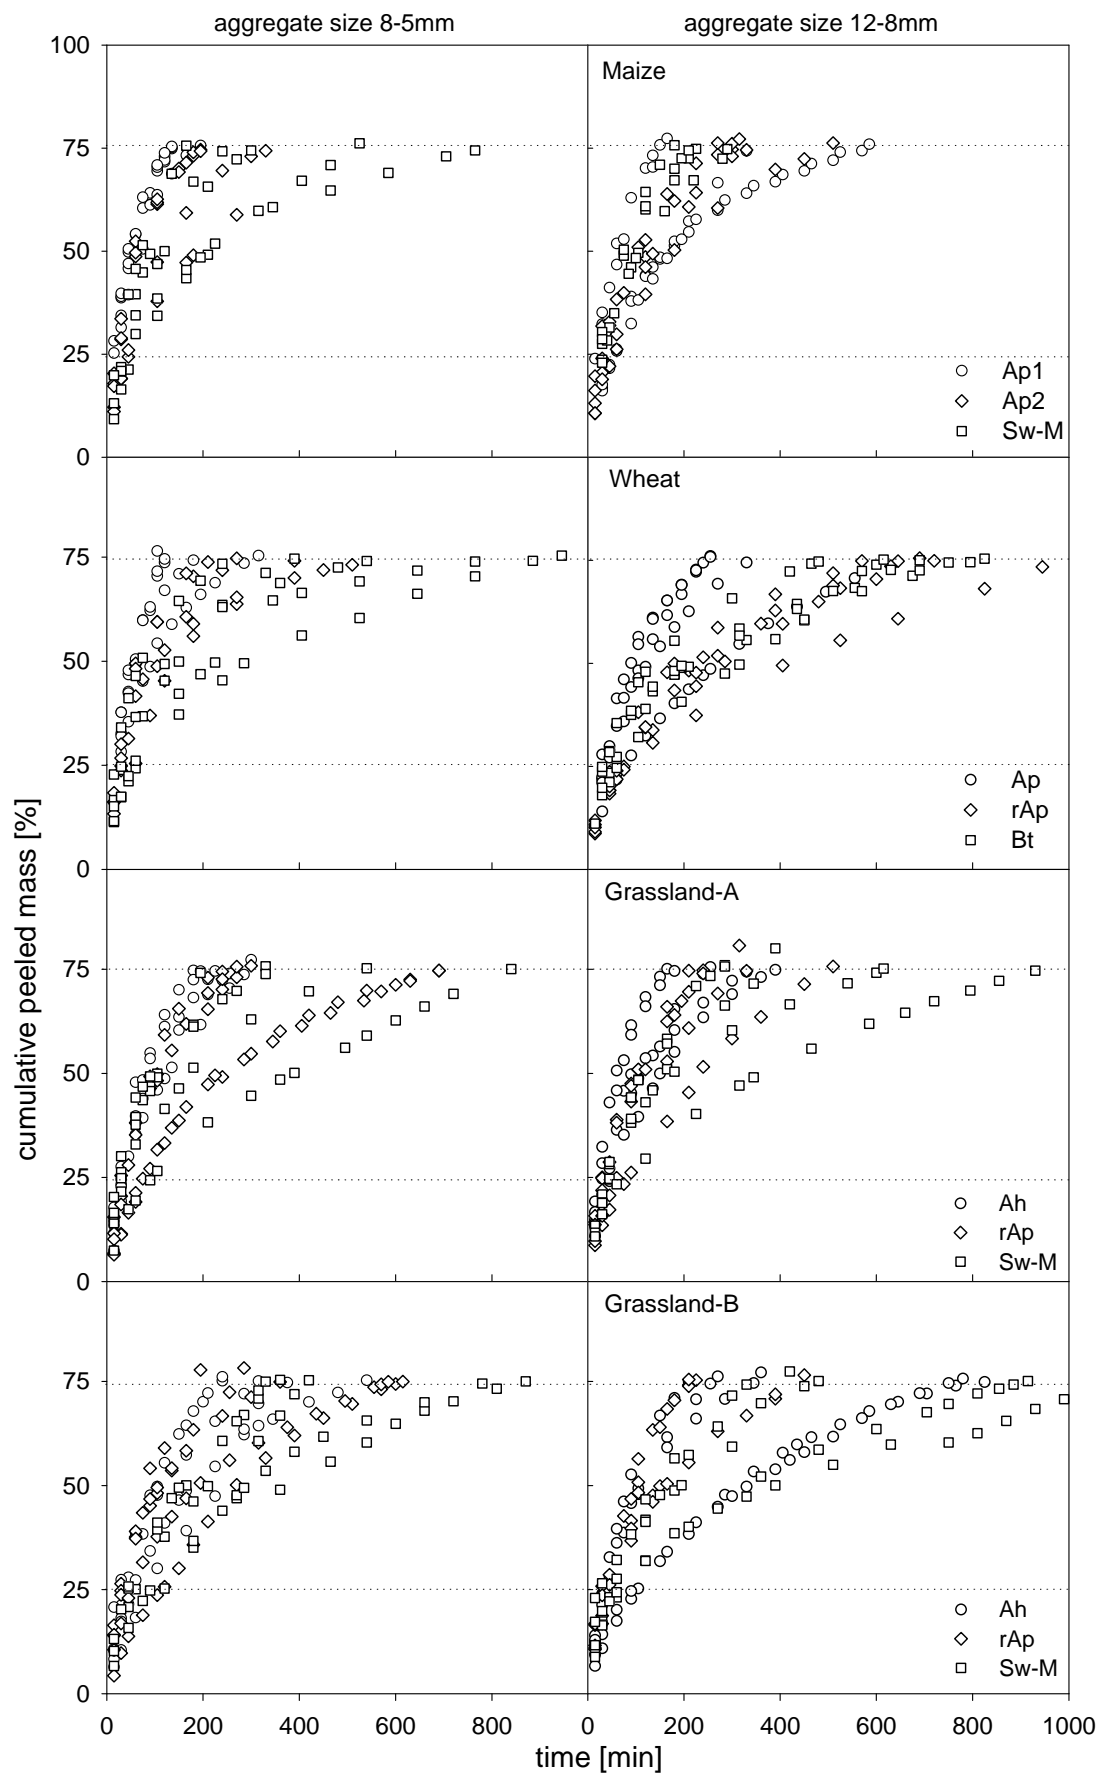 aggregate size 8-5mm
aggregate size 12-8mm
100
75
50
25
0
Maize
Ap1
Ap2
Sw-M
75
50
25
0
Wheat
Ap
rAp
Bt
75
50
25
0
Grassland-A
Ah
rAp
Sw-M
75
50
25
0
Grassland-B
Ah
rAp
Sw-M
0 200 400 600 800 0 200 400 600 800 1000
time [min]
cumulative peeled mass [%]